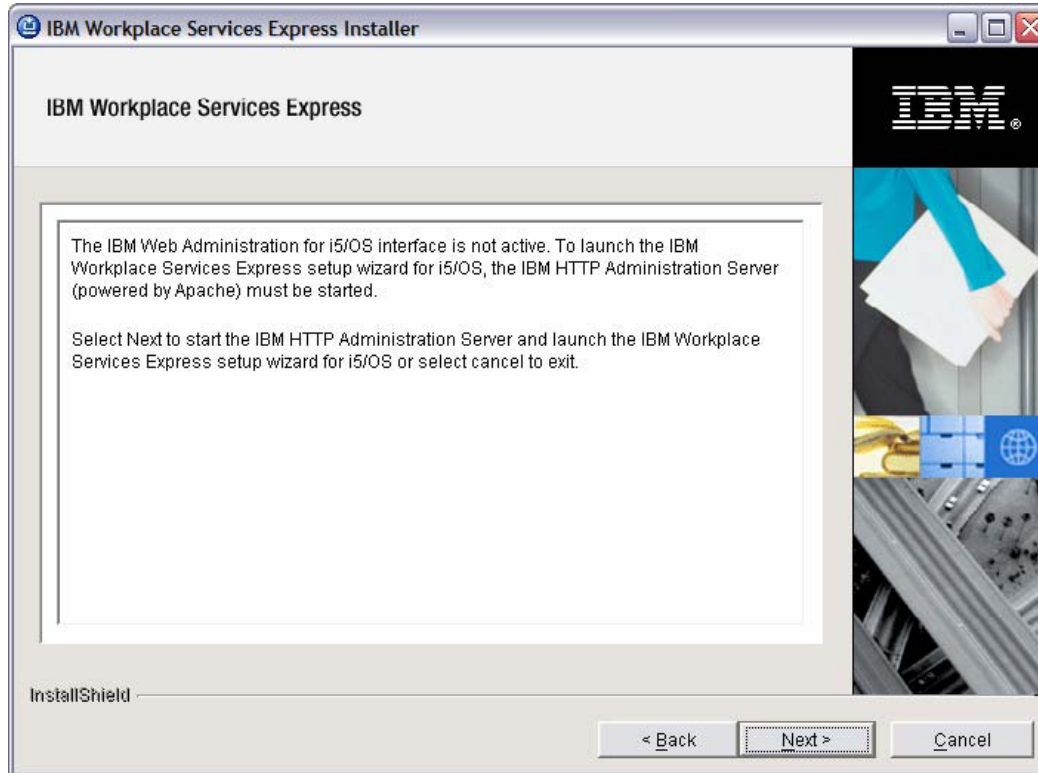 IBM Workplace Services Express Installer
IBM Workplace Services Express
IBM®
The IBM Web Administration for i5/OS interface is not active. To launch the IBM
Workplace Services Express setup wizard for i5/OS, the IBM HTTP Administration Server
(powered by Apache) must be started.
Select Next to start the IBM HTTP Administration Server and launch the IBM Workplace
Services Express setup wizard for i5/OS or select cancel to exit.
InstallShield
< Back
Next >
Cancel